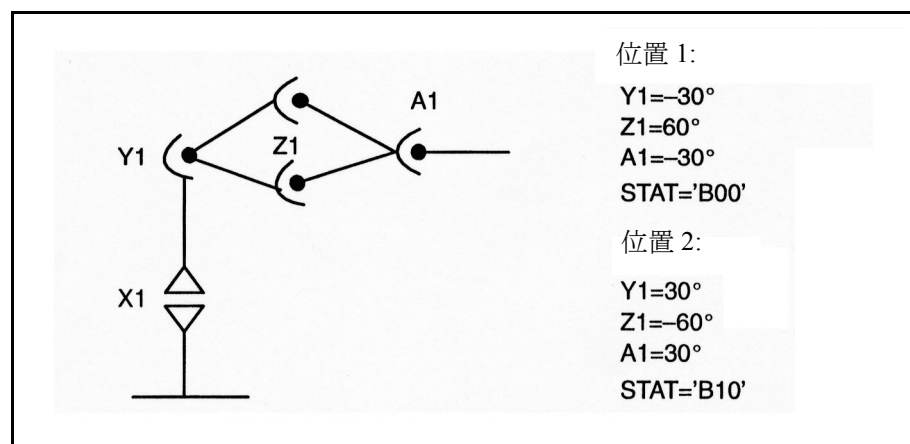 Y1
Z1
A1
X1
位置 1:
Y1=–30°
Z1=60°
A1=–30°
STAT='B00'
位置 2:
Y1=30°
Z1=–60°
A1=30°
STAT='B10'